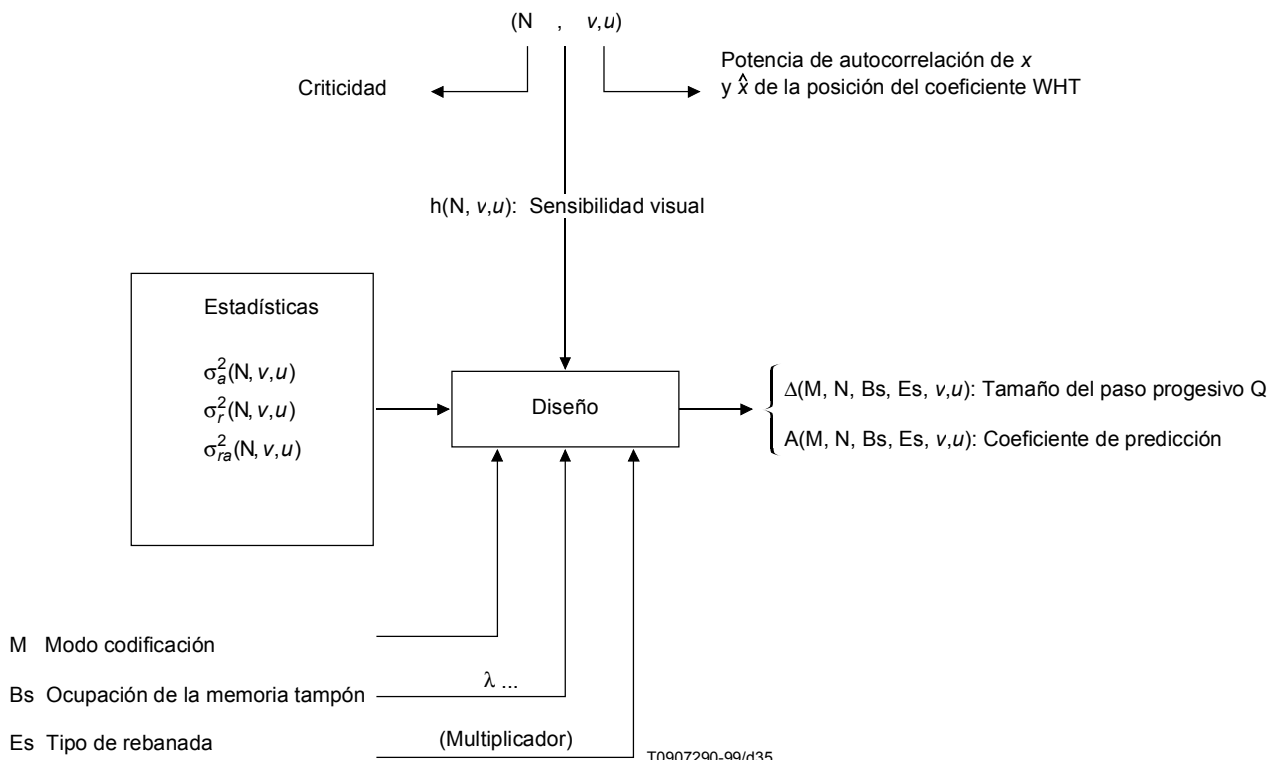 (N , v,u)
Criticidad
Potencia de autocorrelación de x
y x̂ de la posición del coeficiente WHT
h(N, v,u): Sensibilidad visual
Estadísticas
σ²ₐ(N, v,u)
σ²ᵣ(N, v,u)
σ²ᵣₐ(N, v,u)
Diseño
Δ(M, N, Bs, Es, v,u): Tamaño del paso progesivo Q
A(M, N, Bs, Es, v,u): Coeficiente de predicción
M Modo codificación
Bs Ocupación de la memoria tampón
λ ...
Es Tipo de rebanada
(Multiplicador)
T0907290-99/d35